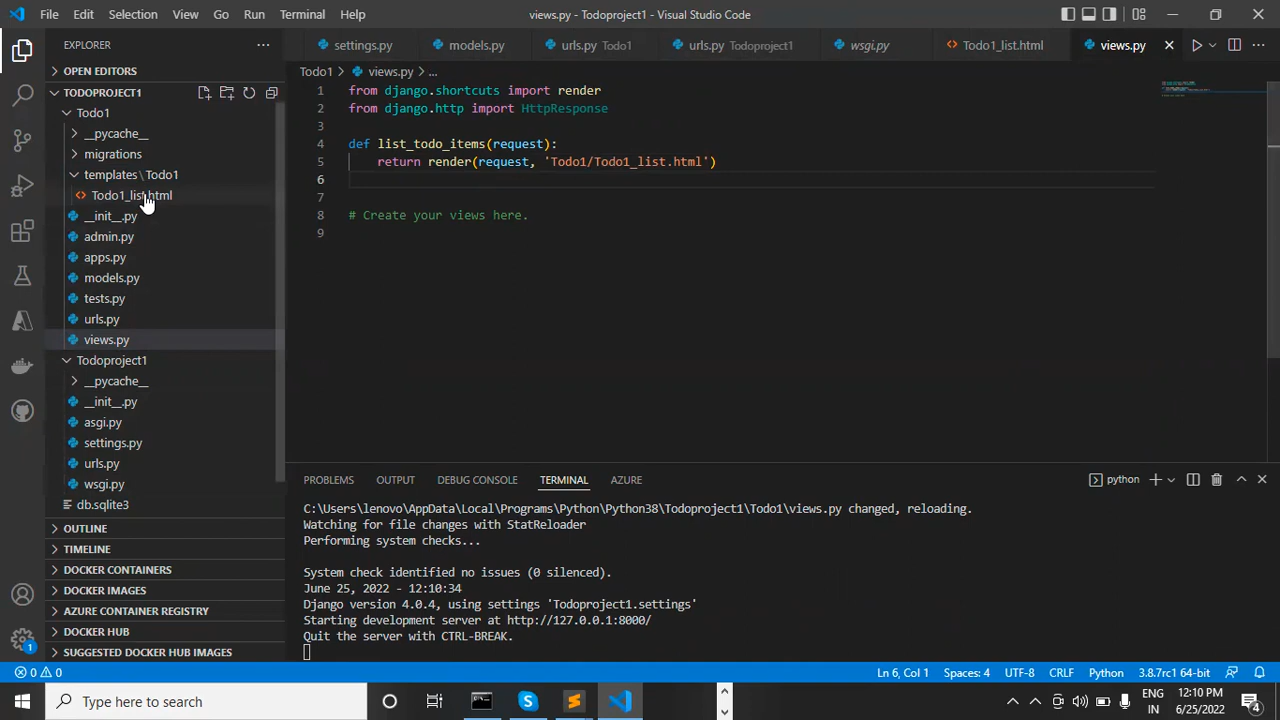 File Edit Selection View Go Run Terminal Help
views.py - Todoproject1 - Visual Studio Code
EXPLORER
settings.py models.py urls.py Todo1 urls.py Todoproject1 wsgi.py Todo1_list.html views.py
OPEN EDITORS
TODOPROJECT1
Todo1
__pycache__
migrations
templates \ Todo1
Todo1_list.html
__init__.py
admin.py
apps.py
models.py
tests.py
urls.py
views.py
Todoproject1
__pycache__
__init__.py
asgi.py
settings.py
urls.py
wsgi.py
db.sqlite3
OUTLINE
TIMELINE
DOCKER CONTAINERS
DOCKER IMAGES
AZURE CONTAINER REGISTRY
DOCKER HUB
SUGGESTED DOCKER HUB IMAGES
Todo1 > views.py > ...
1 from django.shortcuts import render
2 from django.http import HttpResponse
3
4 def list_todo_items(request):
5 return render(request, 'Todo1/Todo1_list.html')
6
7
8 # Create your views here.
9
PROBLEMS OUTPUT DEBUG CONSOLE TERMINAL AZURE
python
C:\Users\lenovo\AppData\Local\Programs\Python\Python38\Todoproject1\Todo1\views.py changed, reloading.
Watching for file changes with StatReloader
Performing system checks...
System check identified no issues (0 silenced).
June 25, 2022 - 12:10:34
Django version 4.0.4, using settings 'Todoproject1.settings'
Starting development server at http://127.0.0.1:8000/
Quit the server with CTRL-BREAK.
1
0 0
Ln 6, Col 1 Spaces: 4 UTF-8 CRLF Python 3.8.7rc1 64-bit
Type here to search
ENG
IN
12:10 PM
6/25/2022
4